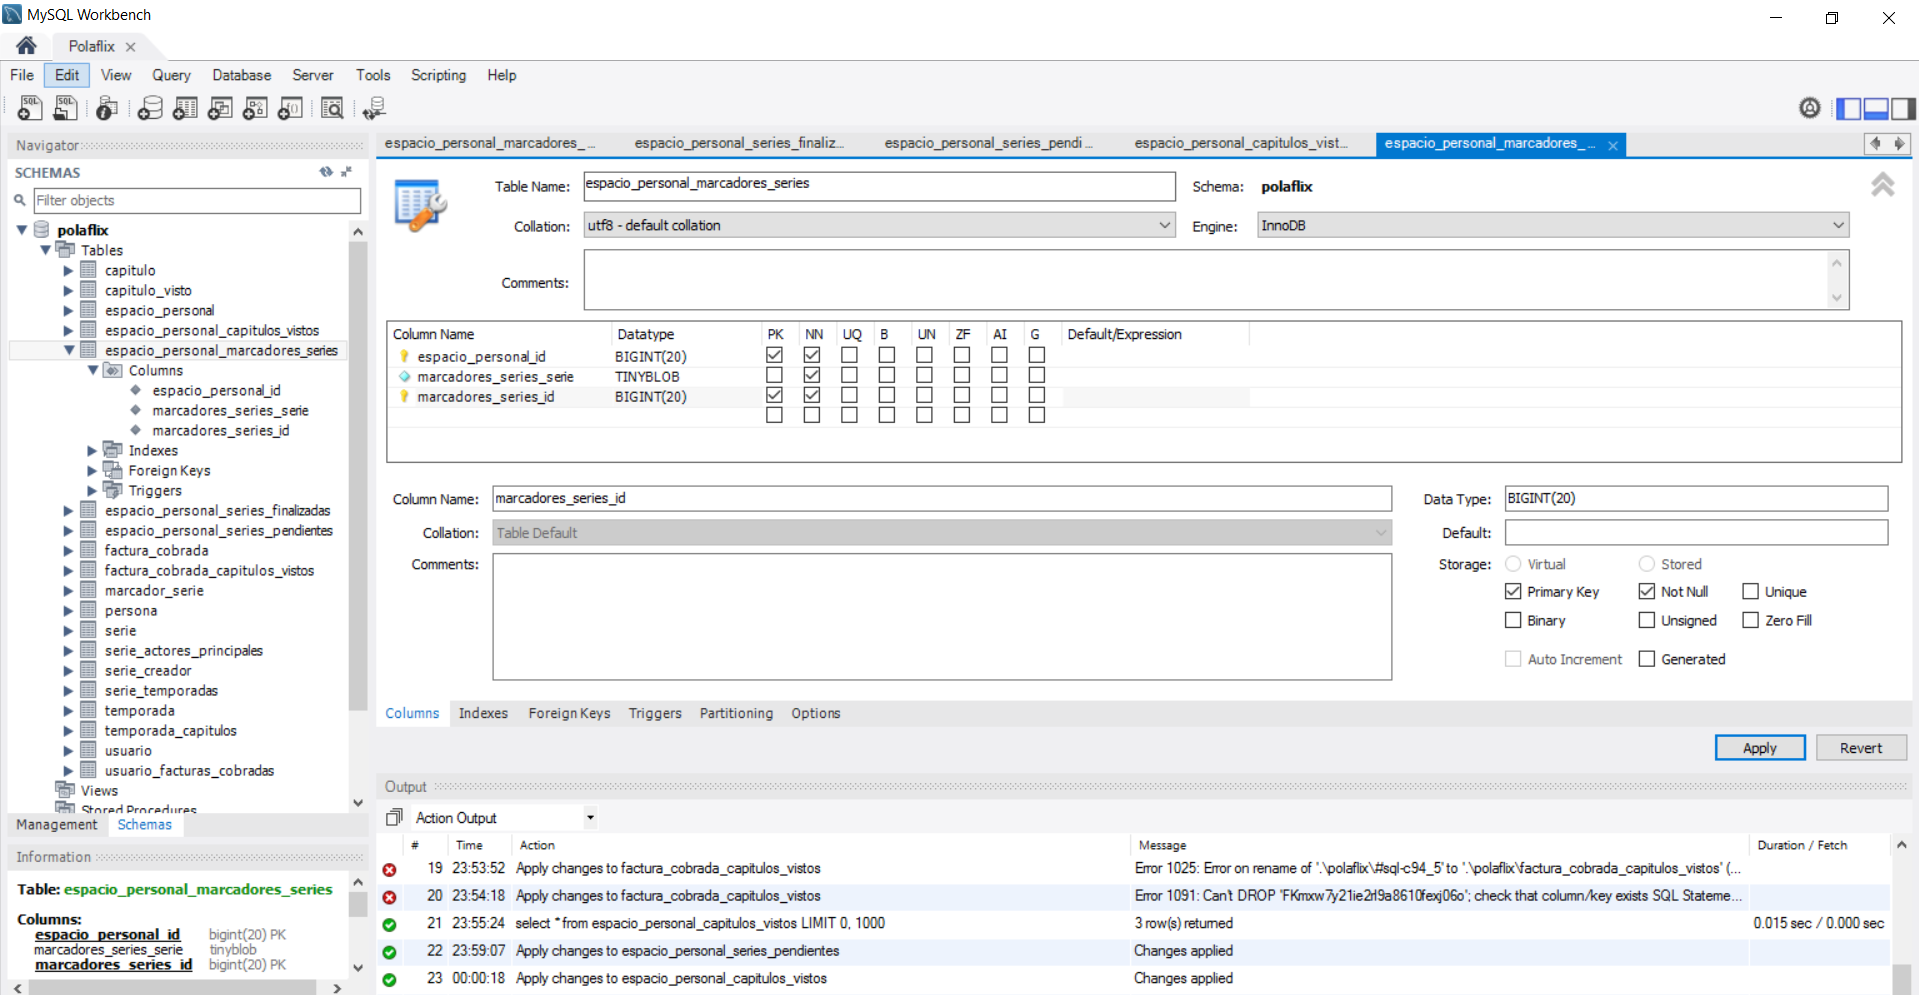 MySQL Workbench
Polaflix
File Edit View Query Database Server Tools Scripting Help
Navigator
SCHEMAS
Filter objects
polaflix
Tables
capitulo
capitulo_visto
espacio_personal
espacio_personal_capitulos_vistos
espacio_personal_marcadores_series
Columns
espacio_personal_id
marcadores_series_serie
marcadores_series_id
Indexes
Foreign Keys
Triggers
espacio_personal_series_finalizadas
espacio_personal_series_pendientes
factura_cobrada
factura_cobrada_capitulos_vistos
marcador_serie
persona
serie
serie_actores_principales
serie_creador
serie_temporadas
temporada
temporada_capitulos
usuario
usuario_facturas_cobradas
Views
Stored Procedures
Management Schemas
Information
Table: espacio_personal_marcadores_series
Columns:
espacio_personal_id bigint(20) PK
marcadores_series_serie tinyblob
marcadores_series_id bigint(20) PK
espacio_personal_marcadores_... espacio_personal_series_finaliz... espacio_personal_series_pendi... espacio_personal_capitulos_vist... espacio_personal_marcadores_...
Table Name: espacio_personal_marcadores_series Schema: polaflix
Collation: utf8 - default collation Engine: InnoDB
Comments:
Column Name Datatype PK NN UQ B UN ZF AI G Default/Expression
espacio_personal_id BIGINT(20)
marcadores_series_serie TINYBLOB
marcadores_series_id BIGINT(20)
Column Name: marcadores_series_id Data Type: BIGINT(20)
Collation: Table Default Default:
Comments: Storage: Virtual Stored
Primary Key Not Null Unique
Binary Unsigned Zero Fill
Auto Increment Generated
Columns Indexes Foreign Keys Triggers Partitioning Options
Apply Revert
Output
Action Output
# Time Action Message Duration / Fetch
19 23:53:52 Apply changes to factura_cobrada_capitulos_vistos Error 1025: Error on rename of '.\polaflix\#sql-c94_5' to '.\polaflix\factura_cobrada_capitulos_vistos' (...
20 23:54:18 Apply changes to factura_cobrada_capitulos_vistos Error 1091: Can't DROP; check that column/key exists SQL Stateme...
21 23:55:24 select * from espacio_personal_capitulos_vistos LIMIT 0, 1000 3 row(s) returned 0.015 sec / 0.000 sec
22 23:59:07 Apply changes to espacio_personal_series_pendientes Changes applied
23 00:00:18 Apply changes to espacio_personal_capitulos_vistos Changes applied